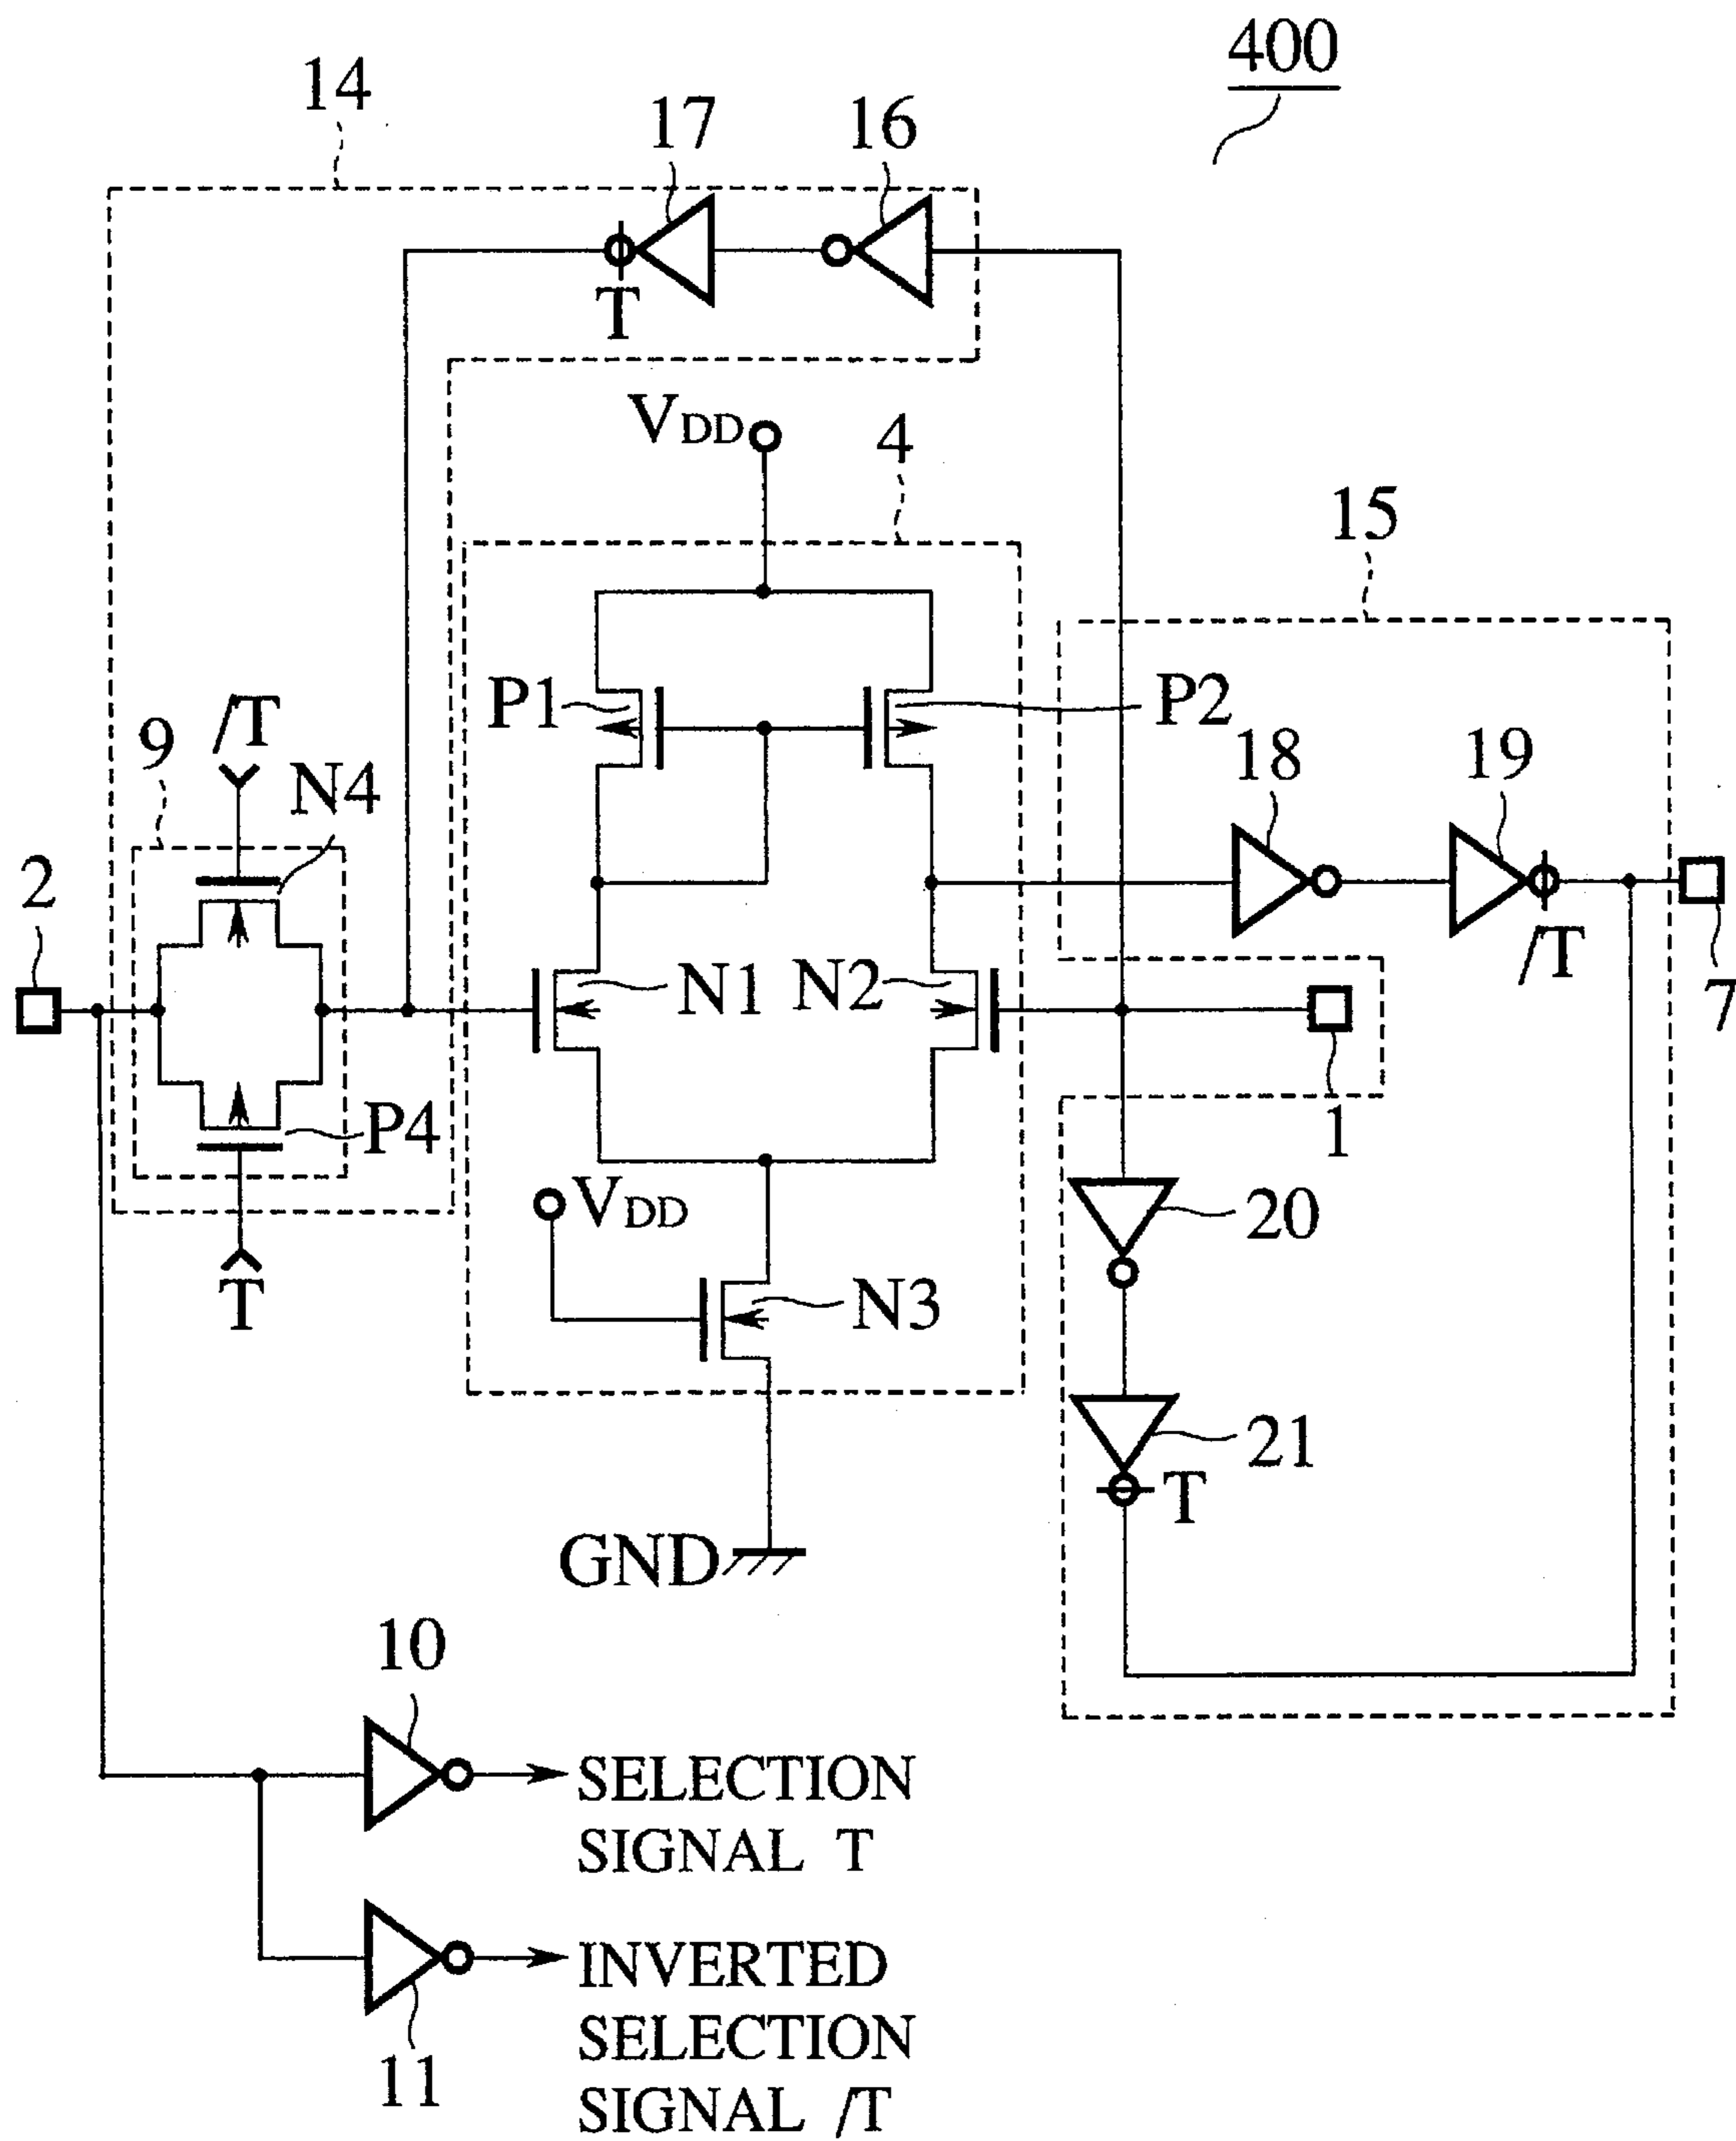 400
14
17
16
T
VDD
4
15
P1
P2
/T
9
N4
18
19
2
N1
N2
/T
7
P4
1
VDD
20
T
N3
21
T
GND
10
SELECTION
SIGNAL T
INVERTED
SELECTION
SIGNAL /T
11